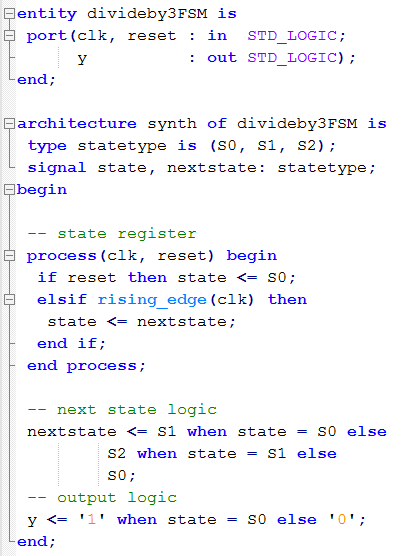 entity divideby3FSM is
port(clk, reset : in STD_LOGIC;
y : out STD_LOGIC);
end;
architecture synth of divideby3FSM is
type statetype is (S0, S1, S2);
signal state, nextstate: statetype;
begin
-- state register
process(clk, reset) begin
if reset then state <= S0;
elsif rising_edge(clk) then
state <= nextstate;
end if;
end process;
-- next state logic
nextstate <= S1 when state = S0 else
S2 when state = S1 else
S0;
-- output logic
y <= '1' when state = S0 else '0';
end;